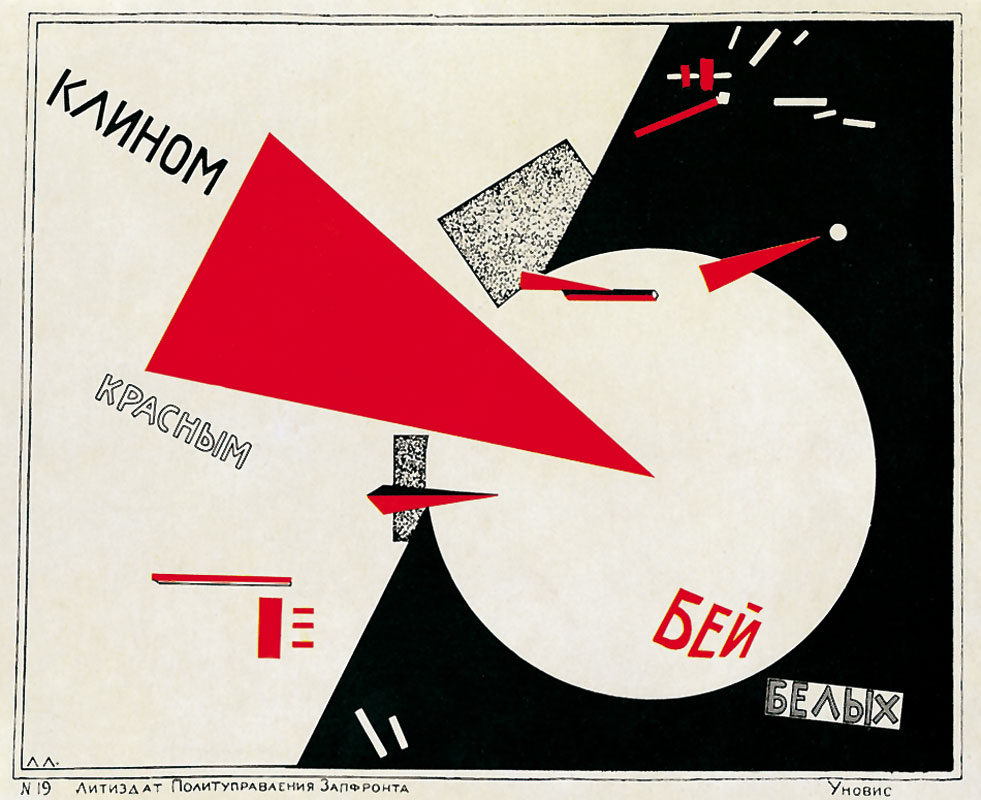 КЛИНОМ
КРАСНЫМ
БЕЙ
БЕЛЫХ
ЛЛ.
N 19 ЛИТИЗДАТ ПОЛИТУПРАВЛЕНИЯ ЗАПФРОНТА
УНОВИС